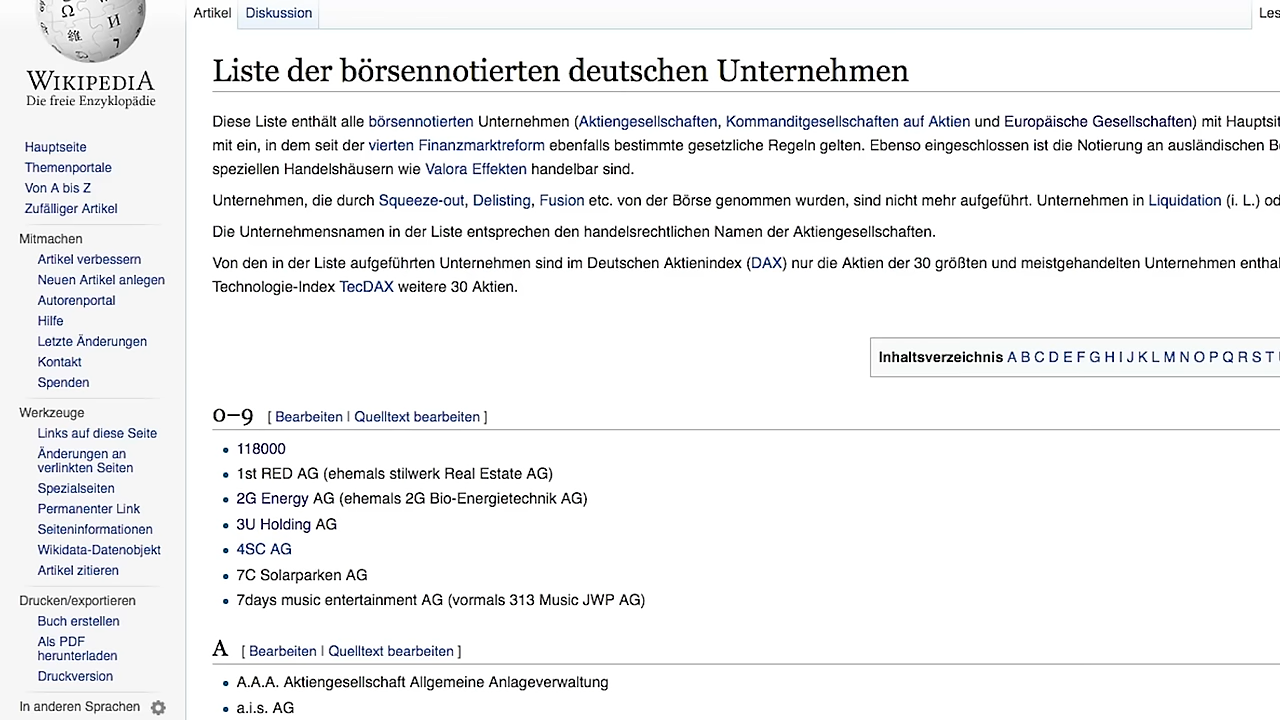 Artikel Diskussion
WIKIPEDIA
Die freie Enzyklopädie
Hauptseite
Themenportale
Von A bis Z
Zufälliger Artikel
Mitmachen
Artikel verbessern
Neuen Artikel anlegen
Autorenportal
Hilfe
Letzte Änderungen
Kontakt
Spenden
Werkzeuge
Links auf diese Seite
Änderungen an
verlinkten Seiten
Spezialseiten
Permanenter Link
Seiteninformationen
Wikidata-Datenobjekt
Artikel zitieren
Drucken/exportieren
Buch erstellen
Als PDF
herunterladen
Druckversion
In anderen Sprachen
Liste der börsennotierten deutschen Unternehmen
Diese Liste enthält alle börsennotierten Unternehmen (Aktiengesellschaften, Kommanditgesellschaften auf Aktien und Europäische Gesellschaften) mit
mit ein, in dem seit der vierten Finanzmarktreform ebenfalls bestimmte gesetzliche Regeln gelten. Ebenso eingeschlossen ist die Notierung an ausländischen
speziellen Handelshäusern wie Valora Effekten handelbar sind.
Unternehmen, die durch Squeeze-out, Delisting, Fusion etc. von der Börse genommen wurden, sind nicht mehr aufgeführt. Unternehmen in Liquidation (i. L.)
Die Unternehmensnamen in der Liste entsprechen den handelsrechtlichen Namen der Aktiengesellschaften.
Von den in der Liste aufgeführten Unternehmen sind im Deutschen Aktienindex (DAX) nur die Aktien der 30 größten und meistgehandelten Unternehmen
Technologie-Index TecDAX weitere 30 Aktien.
Inhaltsverzeichnis A B C D E F G H I J K L M N O P Q R S T
0–9 [ Bearbeiten | Quelltext bearbeiten ]
118000
1st RED AG (ehemals stilwerk Real Estate AG)
2G Energy AG (ehemals 2G Bio-Energietechnik AG)
3U Holding AG
4SC AG
7C Solarparken AG
7days music entertainment AG (vormals 313 Music JWP AG)
A [ Bearbeiten | Quelltext bearbeiten ]
A.A.A. Aktiengesellschaft Allgemeine Anlageverwaltung
a.i.s. AG